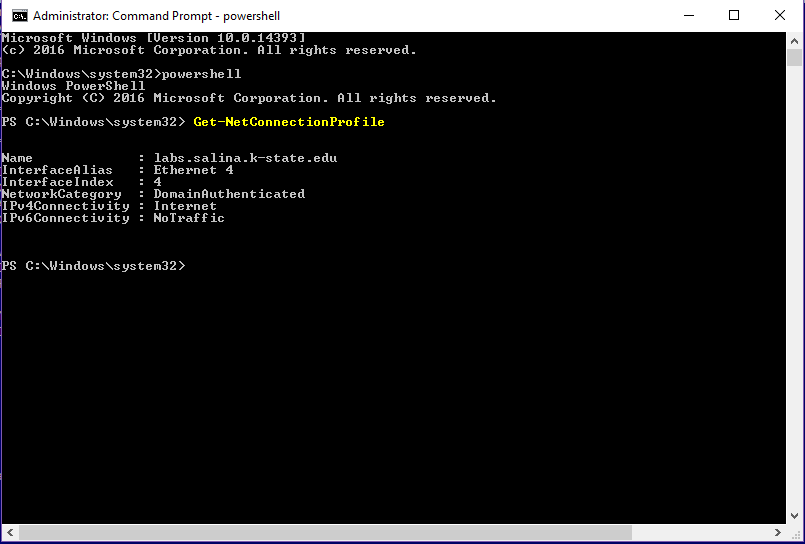 Administrator: Command Prompt - powershell
Microsoft Windows [Version 10.0.14393]
(c) 2016 Microsoft Corporation. All rights reserved.
C:\Windows\system32>powershell
Windows PowerShell
Copyright (C) 2016 Microsoft Corporation. All rights reserved.
PS C:\Windows\system32> Get-NetConnectionProfile
Name             : labs.salina.k-state.edu
InterfaceAlias   : Ethernet 4
InterfaceIndex   : 4
NetworkCategory  : DomainAuthenticated
IPv4Connectivity : Internet
IPv6Connectivity : NoTraffic
PS C:\Windows\system32>